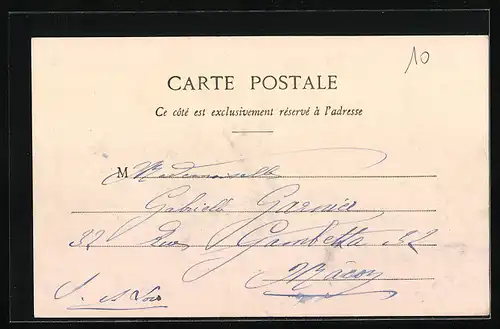 10
CARTE POSTALE
Ce côté est exclusivement réservé à l'adresse
M Mademoiselle
Gabrielle Garnier
32 Rue Gambetta 32
Mâcon
S. et Loire